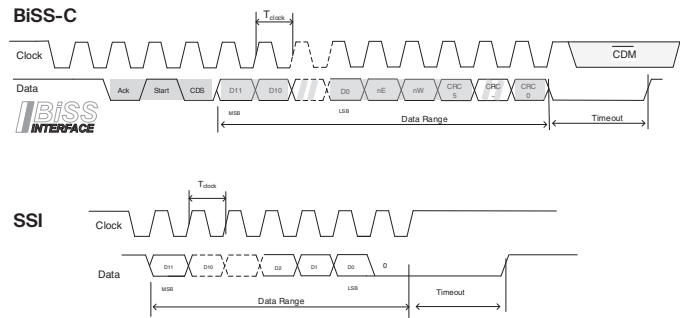 BiSS-C
Tclock
Clock
CDM
Data
Ack Start CDS D11 D10 D0 nE nW CRC 5 CRC - CRC 0
MSB LSB
Data Range
Timeout
BiSS
INTERFACE
Tclock
SSI
Clock
Data
D11 D10 D2 D1 D0 0
MSB LSB
Data Range
Timeout